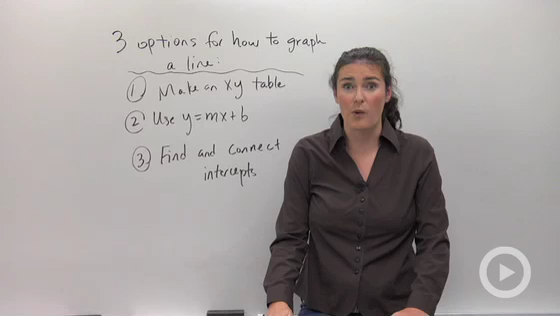 3 options for how to graph
a line:
① Make an xy table
② Use y=mx+b
③ Find and connect
intercepts